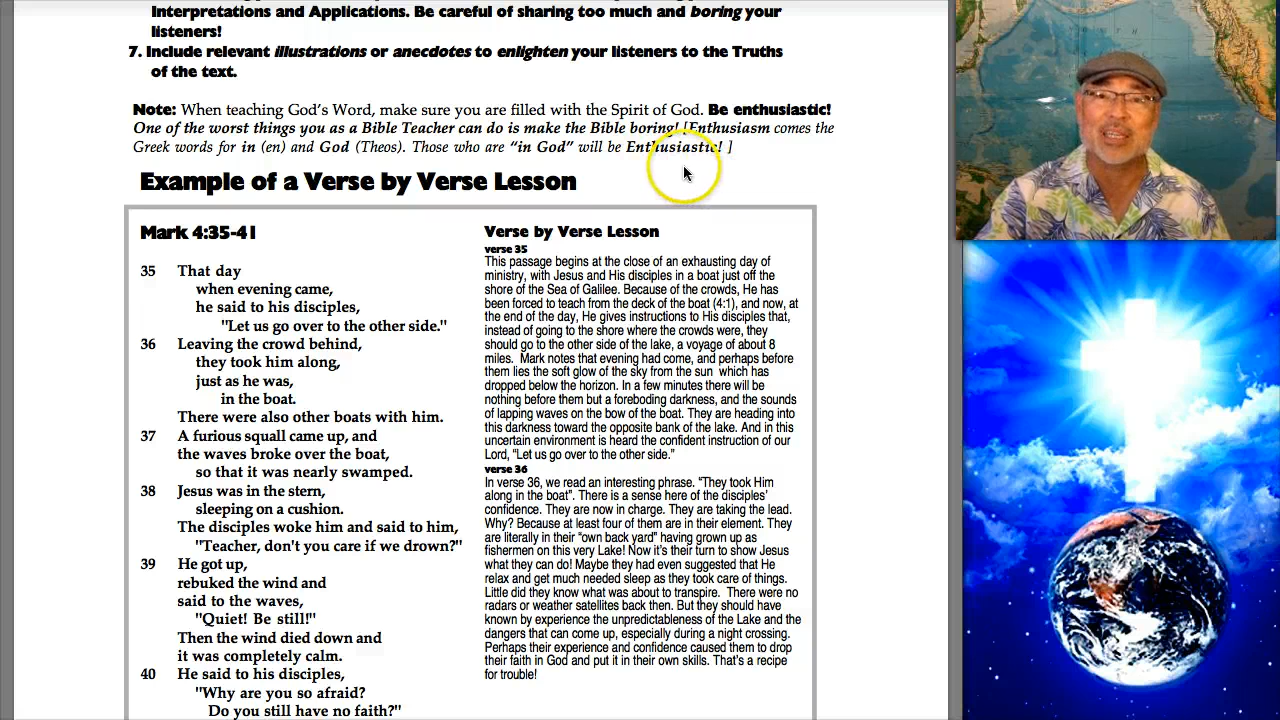 Interpretations and Applications. Be careful of sharing too much and boring your
listeners!
7. Include relevant illustrations or anecdotes to enlighten your listeners to the Truths
of the text.
Note: When teaching God's Word, make sure you are filled with the Spirit of God. Be enthusiastic!
One of the worst things you as a Bible Teacher can do is make the Bible boring! [Enthusiasm comes the
Greek words for in (en) and God (Theos). Those who are "in God" will be Enthusiastic! ]
Example of a Verse by Verse Lesson
Mark 4:35-41
35 That day
when evening came,
he said to his disciples,
"Let us go over to the other side."
36 Leaving the crowd behind,
they took him along,
just as he was,
in the boat.
There were also other boats with him.
37 A furious squall came up, and
the waves broke over the boat,
so that it was nearly swamped.
38 Jesus was in the stern,
sleeping on a cushion.
The disciples woke him and said to him,
"Teacher, don't you care if we drown?"
39 He got up,
rebuked the wind and
said to the waves,
"Quiet! Be still!"
Then the wind died down and
it was completely calm.
40 He said to his disciples,
"Why are you so afraid?
Do you still have no faith?"
Verse by Verse Lesson
verse 35
This passage begins at the close of an exhausting day of
ministry, with Jesus and His disciples in a boat just off the
shore of the Sea of Galilee. Because of the crowds, He has
been forced to teach from the deck of the boat (4:1), and now, at
the end of the day, He gives instructions to His disciples that,
instead of going to the shore where the crowds were, they
should go to the other side of the lake, a voyage of about 8
miles. Mark notes that evening had come, and perhaps before
them lies the soft glow of the sky from the sun which has
dropped below the horizon. In a few minutes there will be
nothing before them but a foreboding darkness, and the sounds
of lapping waves on the bow of the boat. They are heading into
this darkness toward the opposite bank of the lake. And in this
uncertain environment is heard the confident instruction of our
Lord, "Let us go over to the other side."
verse 36
In verse 36, we read an interesting phrase. "They took Him
along in the boat". There is a sense here of the disciples'
confidence. They are now in charge. They are taking the lead.
Why? Because at least four of them are in their element. They
are literally in their "own back yard" having grown up as
fishermen on this very Lake! Now it's their turn to show Jesus
what they can do! Maybe they had even suggested that He
relax and get much needed sleep as they took care of things.
Little did they know what was about to transpire. There were no
radars or weather satellites back then. But they should have
known by experience the unpredictableness of the Lake and the
dangers that can come up, especially during a night crossing.
Perhaps their experience and confidence caused them to drop
their faith in God and put it in their own skills. That's a recipe
for trouble!